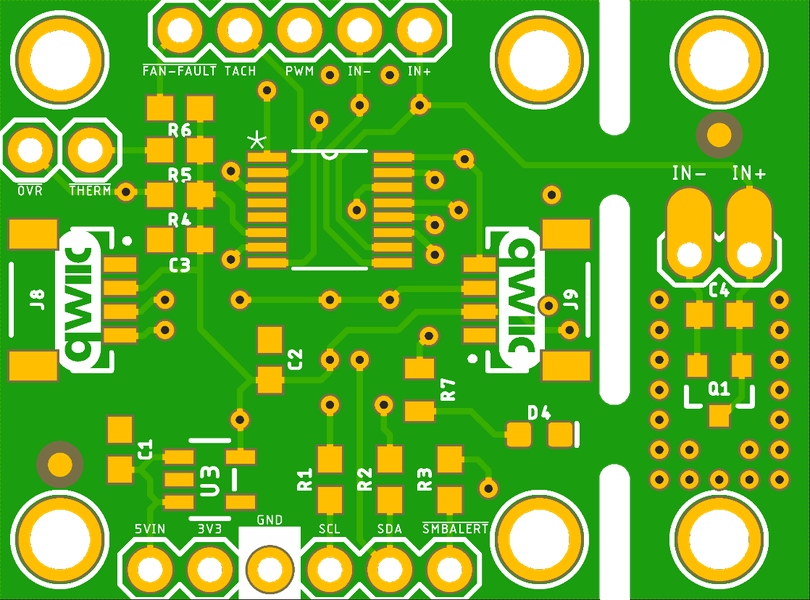 FAN-FAULT TACH PWM IN- IN+
R6
R5
OVR THERM
IN- IN+
R4
C3
J8
qwiic
qwiic
J9
C4
C2
R7
Q1
D4
C1
U3
R1
R2
R3
5VIN 3V3 GND SCL SDA SMBALERT